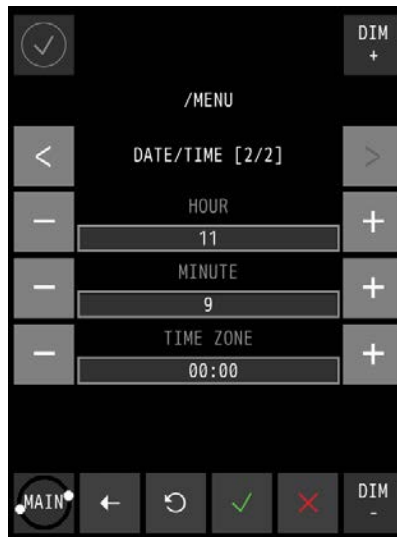 DIM
+
/MENU
< DATE/TIME [2/2] >
HOUR
− 11 +
MINUTE
− 9 +
TIME ZONE
− 00:00 +
MAIN
DIM
-